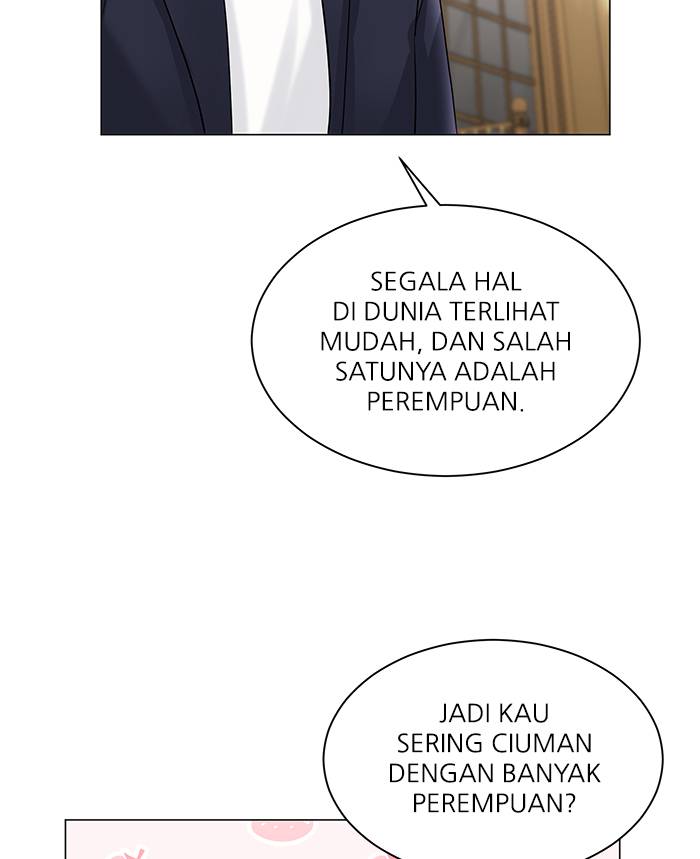 SEGALA HAL
DI DUNIA TERLIHAT
MUDAH, DAN SALAH
SATUNYA ADALAH
PEREMPUAN.
JADI KAU
SERING CIUMAN
DENGAN BANYAK
PEREMPUAN?